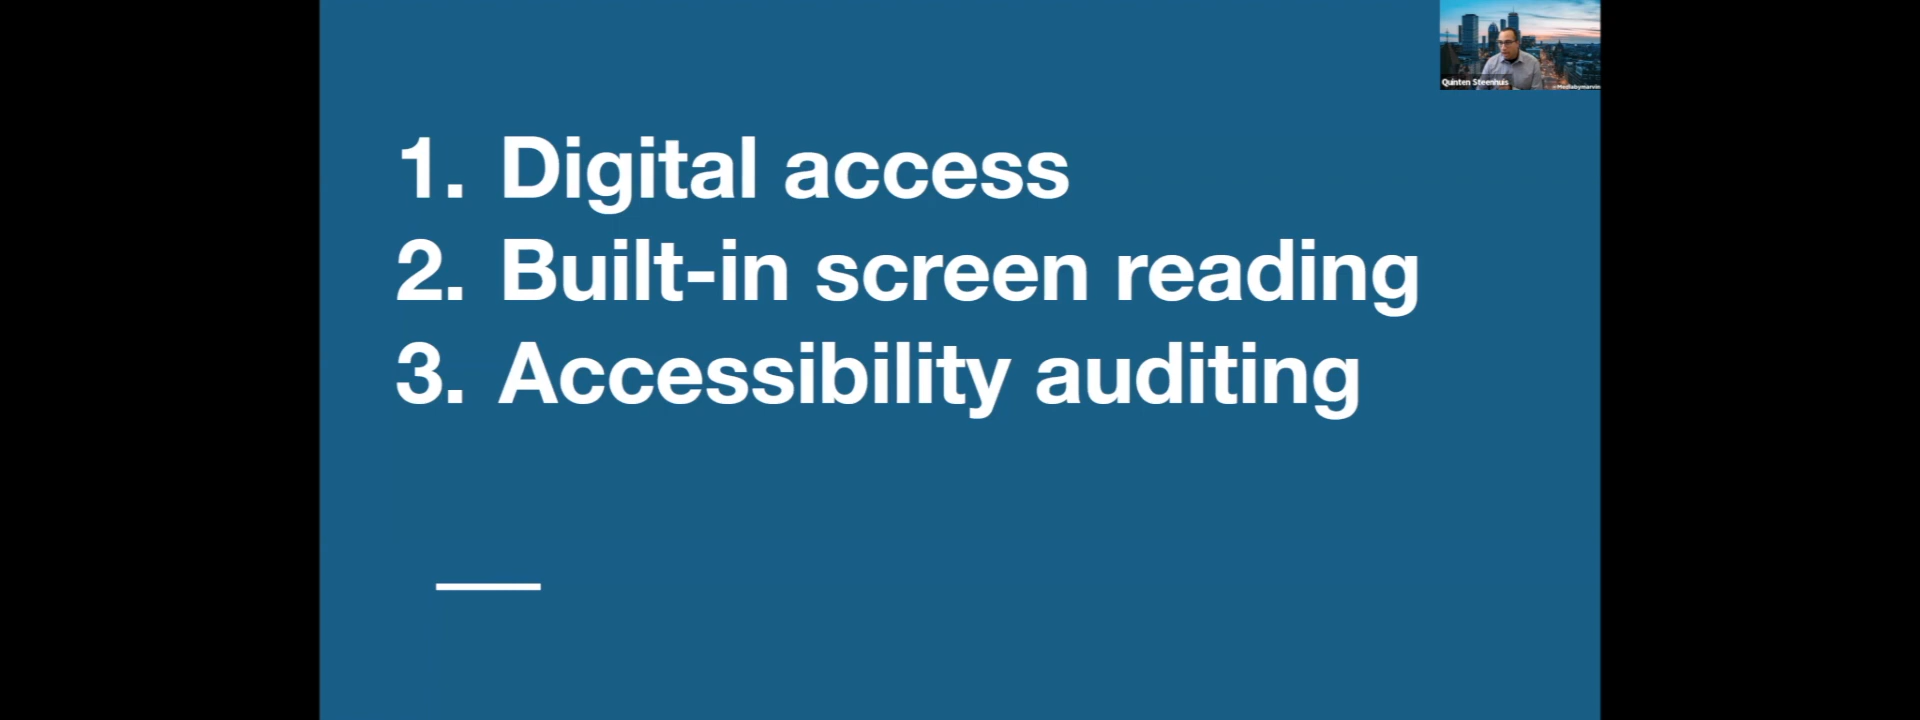 1. Digital access
2. Built-in screen reading
3. Accessibility auditing
Quinten Steenhuis